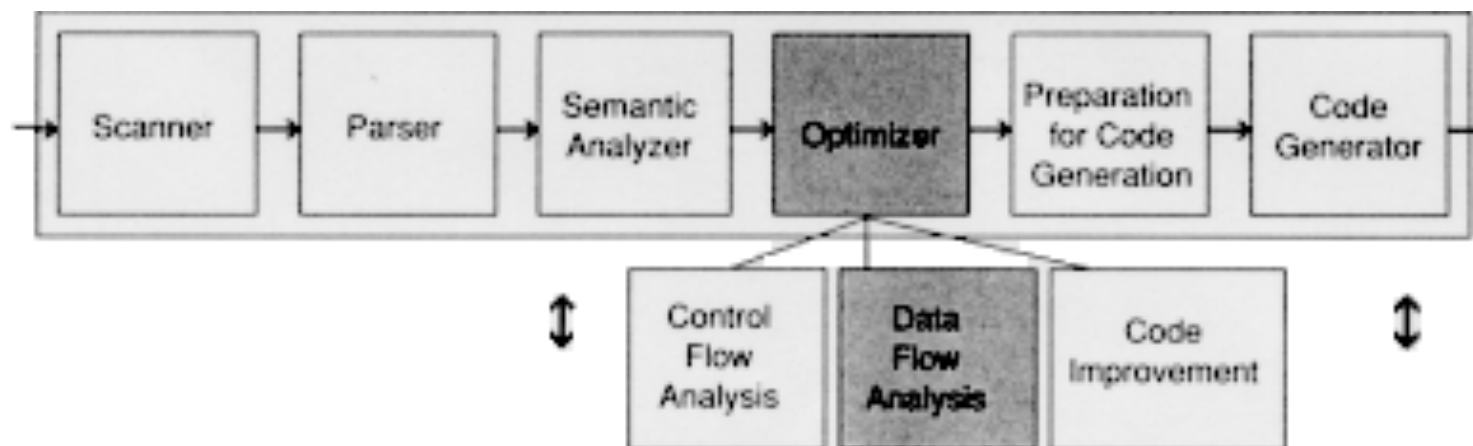 Scanner
Parser
Semantic
Analyzer
Optimizer
Preparation
for Code
Generation
Code
Generator
Control
Flow
Analysis
Data
Flow
Analysis
Code
Improvement